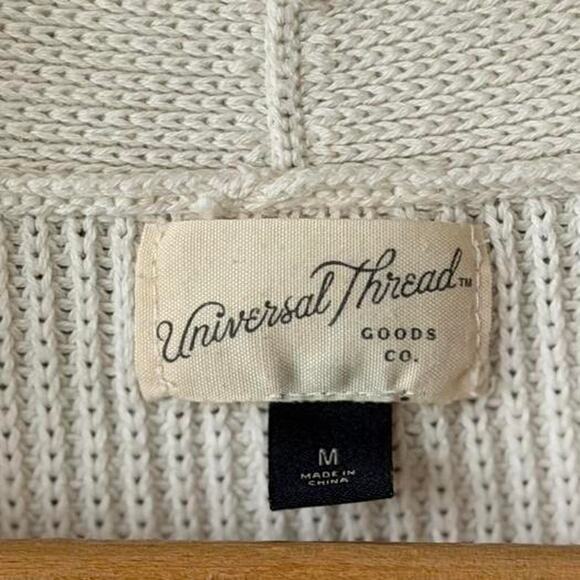 Universal Thread™
GOODS
CO.
M
MADE IN
CHINA